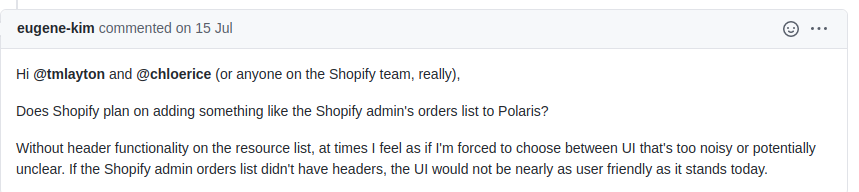 eugene-kim commented on 15 Jul
Hi @tmlayton and @chloerice (or anyone on the Shopify team, really),
Does Shopify plan on adding something like the Shopify admin's orders list to Polaris?
Without header functionality on the resource list, at times I feel as if I'm forced to choose between UI that's too noisy or potentially
unclear. If the Shopify admin orders list didn't have headers, the UI would not be nearly as user friendly as it stands today.